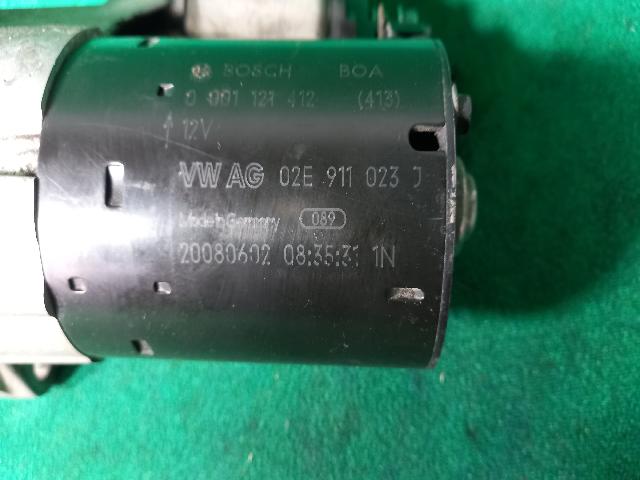 BOSCH BOA
0 001 121 412 (413)
12V
VW AG 02E 911 023 J
Made in Germany 089
20080602 08:35:31 1N